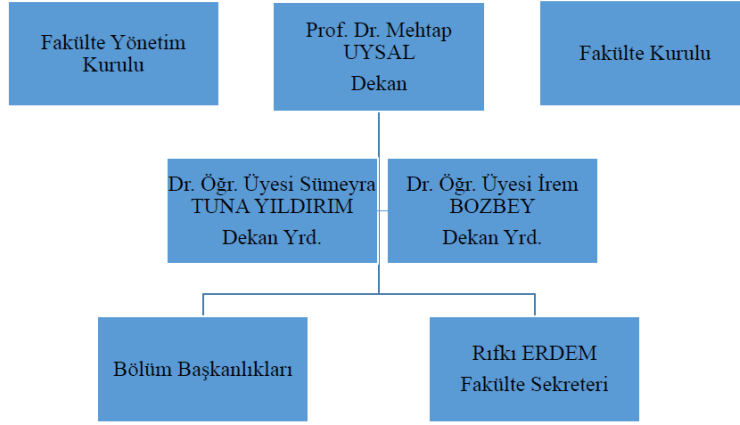 Fakülte Yönetim
Kurulu
Prof. Dr. Mehtap
UYSAL
Dekan
Fakülte Kurulu
Dr. Öğr. Üyesi Sümeyra
TUNA YILDIRIM
Dekan Yrd.
Dr. Öğr. Üyesi İrem
BOZBEY
Dekan Yrd.
Bölüm Başkanlıkları
Rıfkı ERDEM
Fakülte Sekreteri